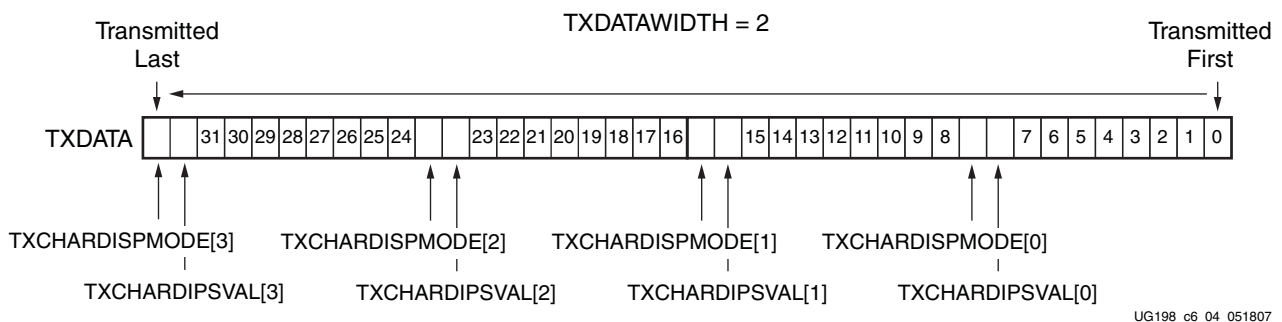 TXDATAWIDTH = 2
Transmitted
Last
Transmitted
First
TXDATA 31 30 29 28 27 26 25 24 23 22 21 20 19 18 17 16 15 14 13 12 11 10 9 8 7 6 5 4 3 2 1 0
TXCHARDISPMODE[3] TXCHARDISPMODE[2] TXCHARDISPMODE[1] TXCHARDISPMODE[0]
TXCHARDIPSVAL[3] TXCHARDIPSVAL[2] TXCHARDIPSVAL[1] TXCHARDIPSVAL[0]
UG198_c6_04_051807